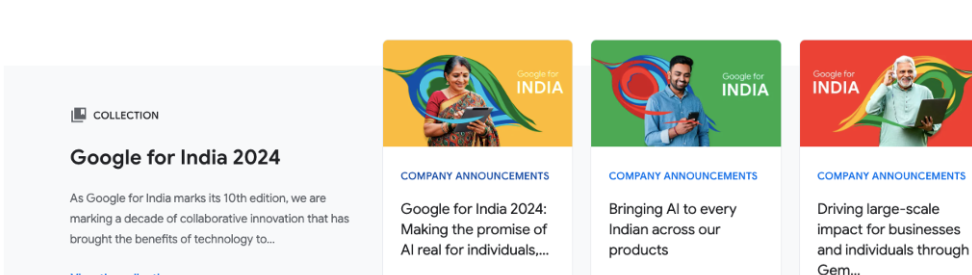 COLLECTION
Google for India 2024
As Google for India marks its 10th edition, we are
marking a decade of collaborative innovation that has
brought the benefits of technology to...
Google for
INDIA
COMPANY ANNOUNCEMENTS
Google for India 2024:
Making the promise of
AI real for individuals,...
Google for
INDIA
COMPANY ANNOUNCEMENTS
Bringing AI to every
Indian across our
products
Google for
INDIA
COMPANY ANNOUNCEMENTS
Driving large-scale
impact for businesses
and individuals through
Gem...